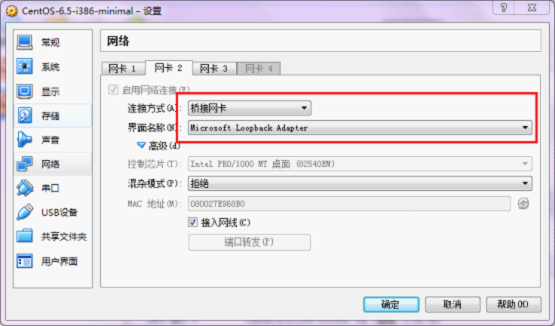 CentOS-6.5-i386-minimal - 设置
常规
系统
显示
存储
声音
网络
串口
USB设备
共享文件夹
用户界面
网络
网卡 1 网卡 2 网卡 3 网卡 4
启用网络连接(E)
连接方式(A): 桥接网卡
界面名称(N): Microsoft Loopback Adapter
高级(d)
控制芯片(T): Intel PRO/1000 MT 桌面 (82540EM)
混杂模式(P): 拒绝
MAC 地址(M): 080027E968B0
接入网线(C)
端口转发(P)
确定 取消 帮助(H)